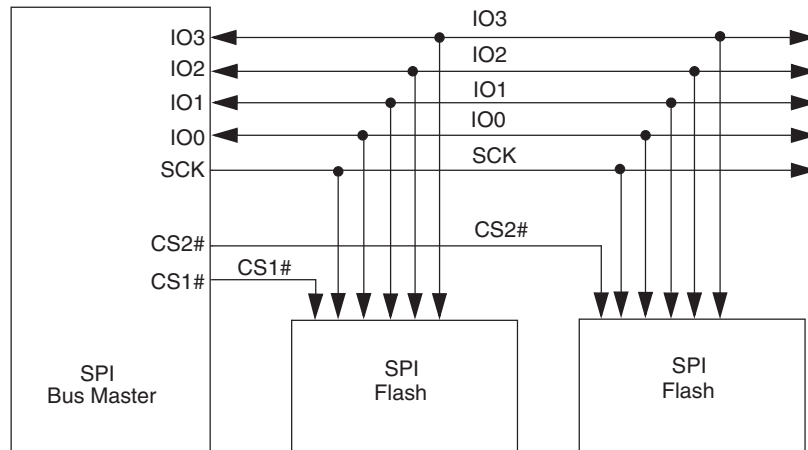 IO3
IO3
IO2
IO2
IO1
IO1
IO0
IO0
SCK
SCK
CS2#
CS2#
CS1#
CS1#
SPI
Bus Master
SPI
Flash
SPI
Flash